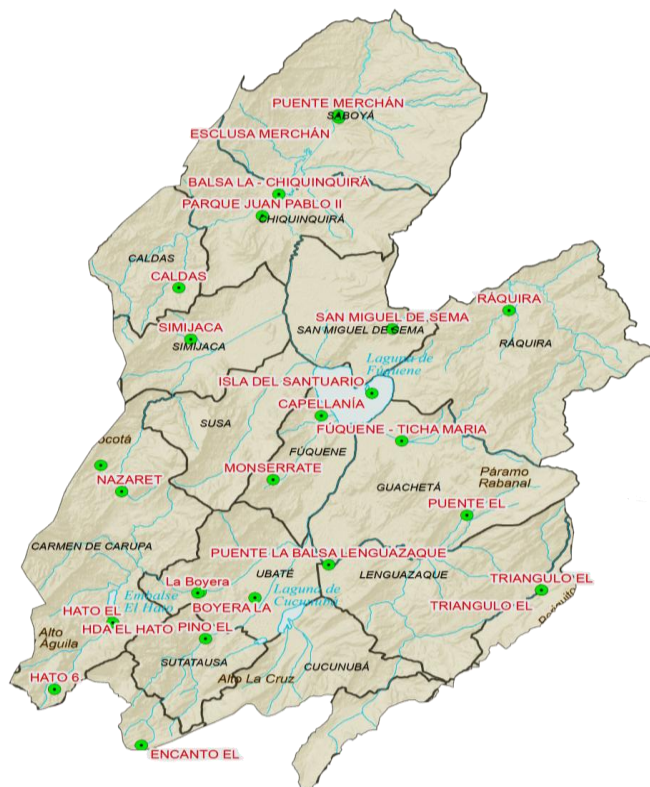 PUENTE MERCHÁN
SABOYÁ
ESCLUSA MERCHÁN
BALSA LA - CHIQUINQUIRÁ
PARQUE JUAN PABLO II
CHIQUINQUIRÁ
CALDAS
CALDAS
SAN MIGUEL DE SEMA
SAN MIGUEL DE SEMA
RÁQUIRA
RÁQUIRA
SIMIJACA
SIMIJACA
Laguna de
Fúquene
ISLA DEL SANTUARIO
CAPELLANÍA
SUSA
FÚQUENE - TICHA MARIA
FÚQUENE
ocotá
NAZARET
MONSERRATE
GUACHETÁ
Páramo
Rabanal
PUENTE EL
CARMEN DE CARUPA
PUENTE LA BALSA LENGUAZAQUE
UBATÉ
LENGUAZAQUE
La Boyera
Embalse
El Hato
BOYERA LA
Laguna de
Cucunubá
TRIANGULO EL
TRIANGULO EL
HATO EL
HDA EL HATO
PINO EL
Alto
Aguila
SUTATAUSA
CUCUNUBÁ
Alto La Cruz
HATO 6
ENCANTO EL